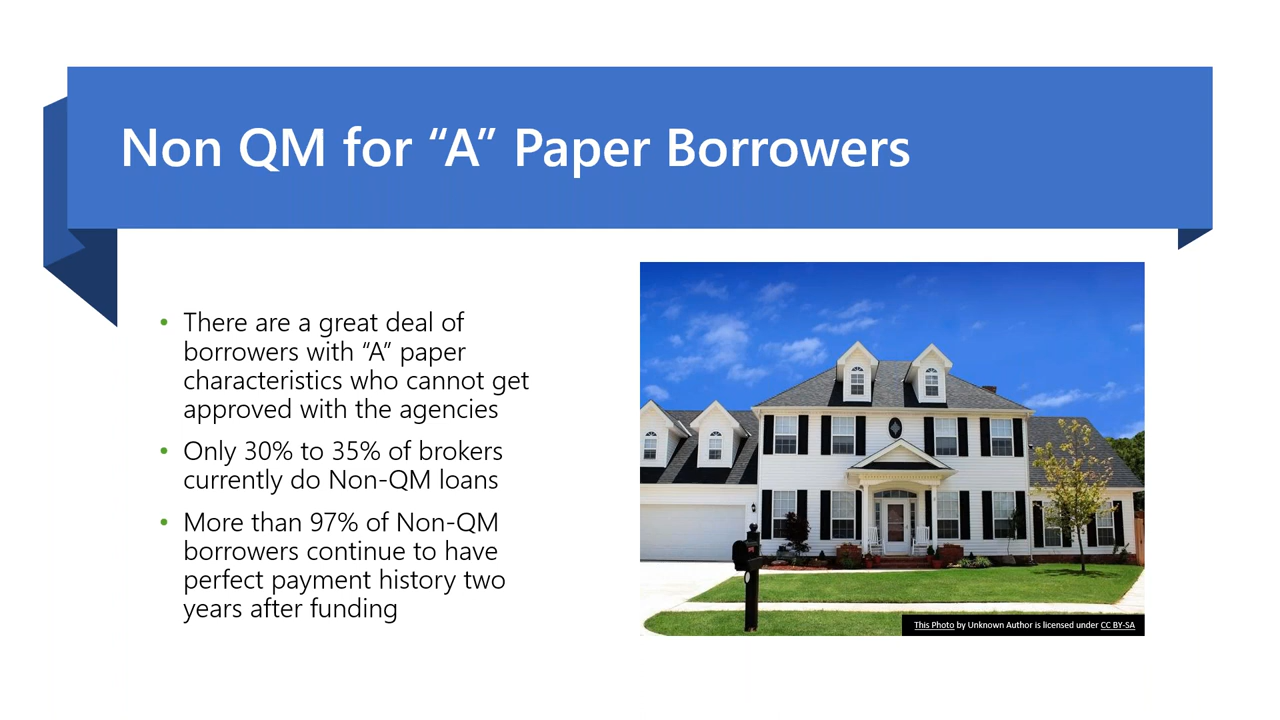 Non QM for “A” Paper Borrowers
• There are a great deal of
borrowers with “A” paper
characteristics who cannot get
approved with the agencies
• Only 30% to 35% of brokers
currently do Non-QM loans
• More than 97% of Non-QM
borrowers continue to have
perfect payment history two
years after funding
This Photo by Unknown Author is licensed under CC BY-SA